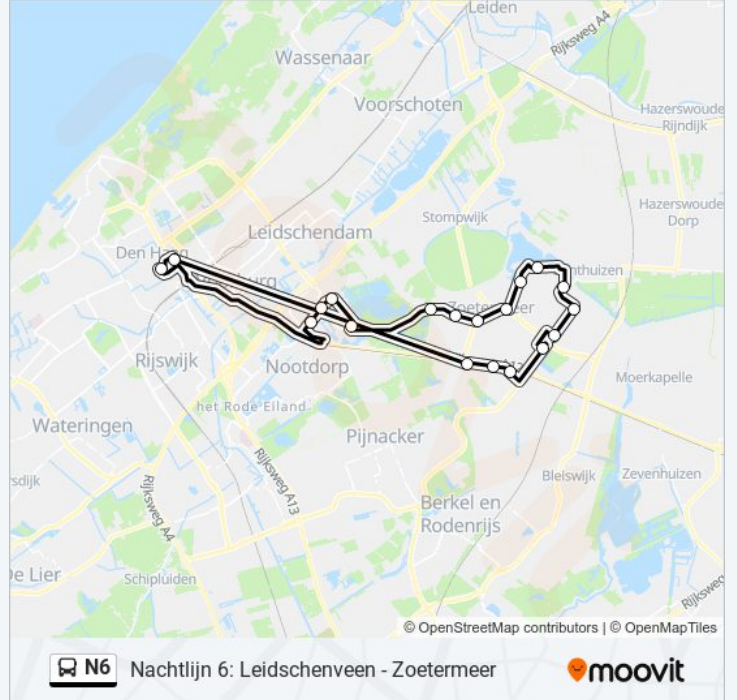 Leiden
Rijksweg A4
Wassenaar
Voorschoten
Hazerswoude
Rijndijk
Hazerswoude
Dorp
Stompwijk
Leidschendam
Den Haag
Zoetermeer
Rijswijk
Nootdorp
Moerkapelle
het Rode Eiland
Wateringen
Pijnacker
Rijksweg A13
Bleiswijk
Zevenhuizen
Rijksweg A4
Berkel en
Rodenrijs
De Lier
Schipluiden
Rijksweg
© OpenStreetMap contributors | © OpenMapTiles
N6 Nachtlijn 6: Leidschenveen - Zoetermeer
moovit